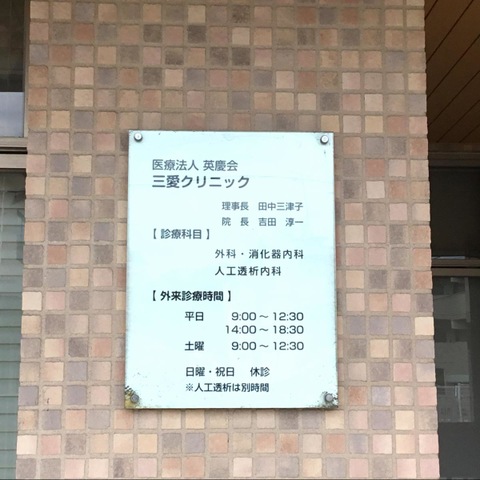 医療法人 英慶会
三愛クリニック
理事長 田中三津子
院 長 吉田 淳一
【 診療科目 】
外科・消化器内科
人工透析内科
【 外来診療時間 】
平日 9:00～12:30
14:00～18:30
土曜 9:00～12:30
日曜・祝日 休診
※人工透析は別時間